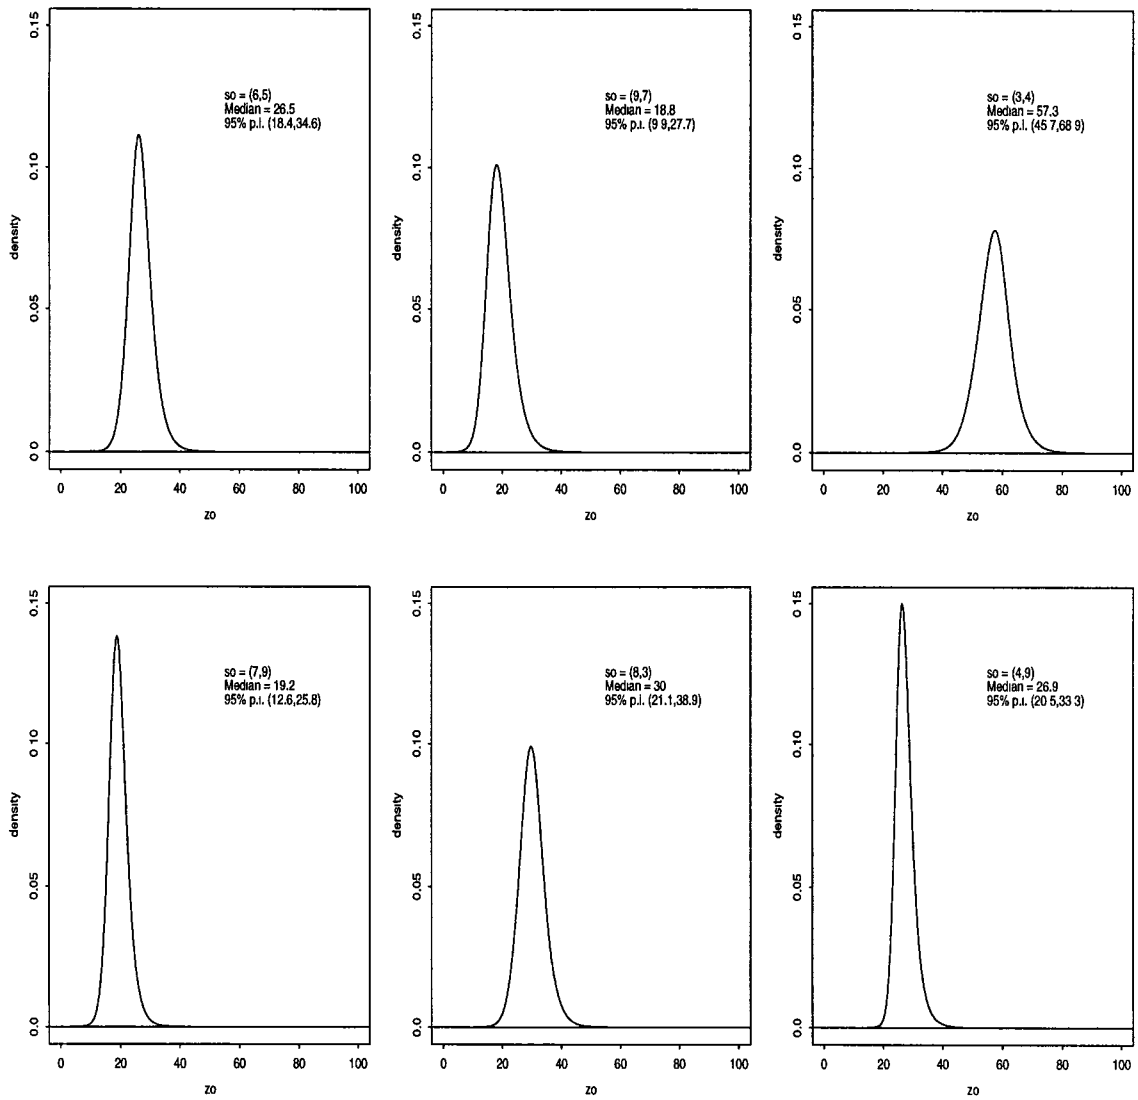 0.15
0.10
0.05
0.0
density
so = (6,5)
Median = 26.5
95% p.i. (18.4,34.6)
0 20 40 60 80 100
zo
0.15
0.10
0.05
0.0
density
so = (9,7)
Median = 18.8
95% p.i. (9 9,27.7)
0 20 40 60 80 100
zo
0.15
0.10
0.05
0.0
density
so = (3,4)
Median = 57.3
95% p.i. (45 7,68 9)
0 20 40 60 80 100
zo
0.15
0.10
0.05
0.0
density
so = (7,9)
Median = 19.2
95% p.i. (12.6,25.8)
0 20 40 60 80 100
zo
0.15
0.10
0.05
0.0
density
so = (8,3)
Median = 30
95% p.i. (21.1,38.9)
0 20 40 60 80 100
zo
0.15
0.10
0.05
0.0
density
so = (4,9)
Median = 26.9
95% p.i. (20 5,33 3)
0 20 40 60 80 100
zo